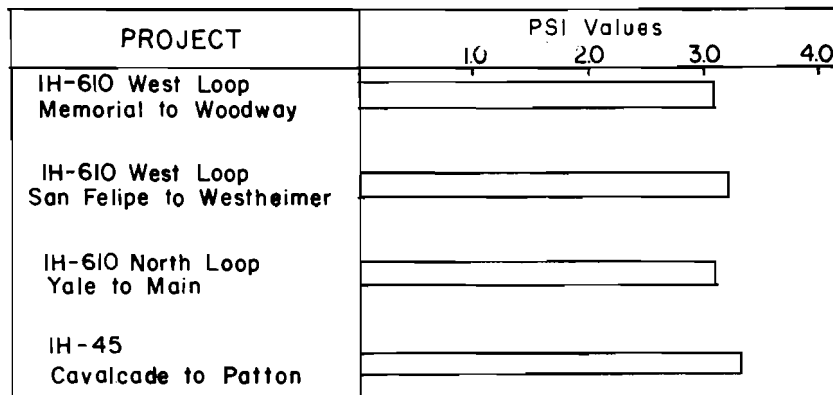 PROJECT
PSI Values
1.0 2.0 3.0 4.0
IH-610 West Loop
Memorial to Woodway
IH-610 West Loop
San Felipe to Westheimer
IH-610 North Loop
Yale to Main
IH-45
Cavalcade to Patton